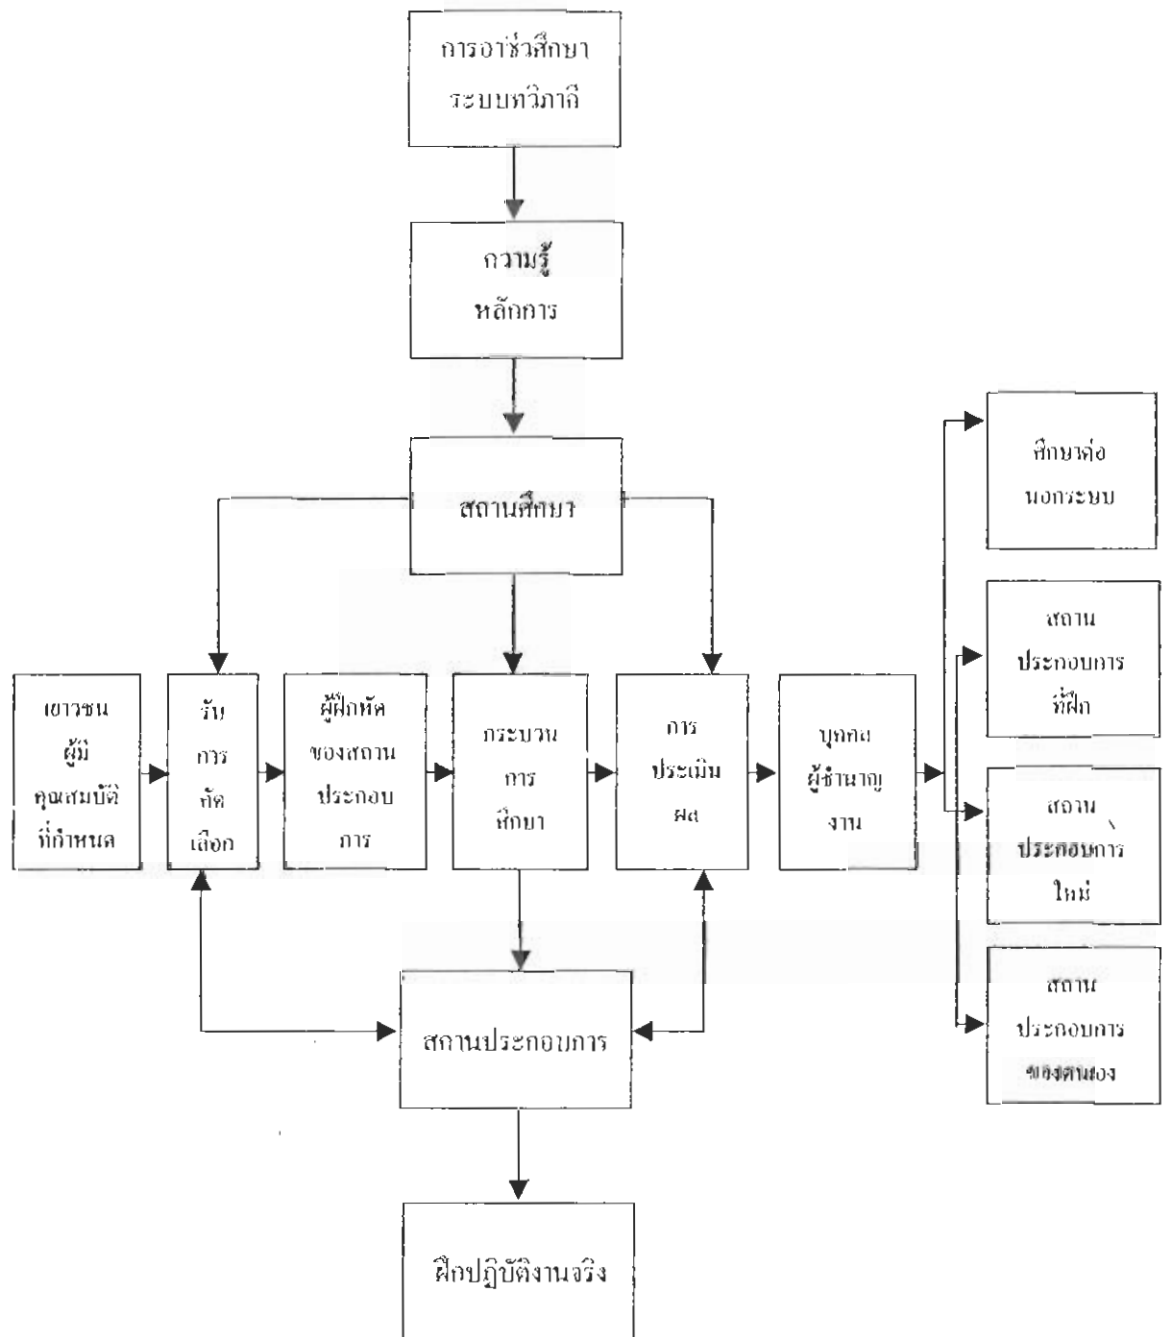 การอาชีวศึกษา
ระบบทวิภาคี
ความรู้
หลักการ
สถานศึกษา
ศึกษาต่อ
นอกระบบ
สถาน
ประกอบการ
ที่ฝึก
เยาวชน
ผู้มี
คุณสมบัติ
ที่กำหนด
รับ
การ
คัด
เลือก
ผู้ฝึกหัด
ของสถาน
ประกอบ
การ
กระบวน
การ
ศึกษา
การ
ประเมิน
ผล
บุคคล
ผู้ชำนาญ
งาน
สถาน
ประกอบการ
ใหม่
สถาน
ประกอบการ
ของตนเอง
สถานประกอบการ
ฝึกปฏิบัติงานจริง